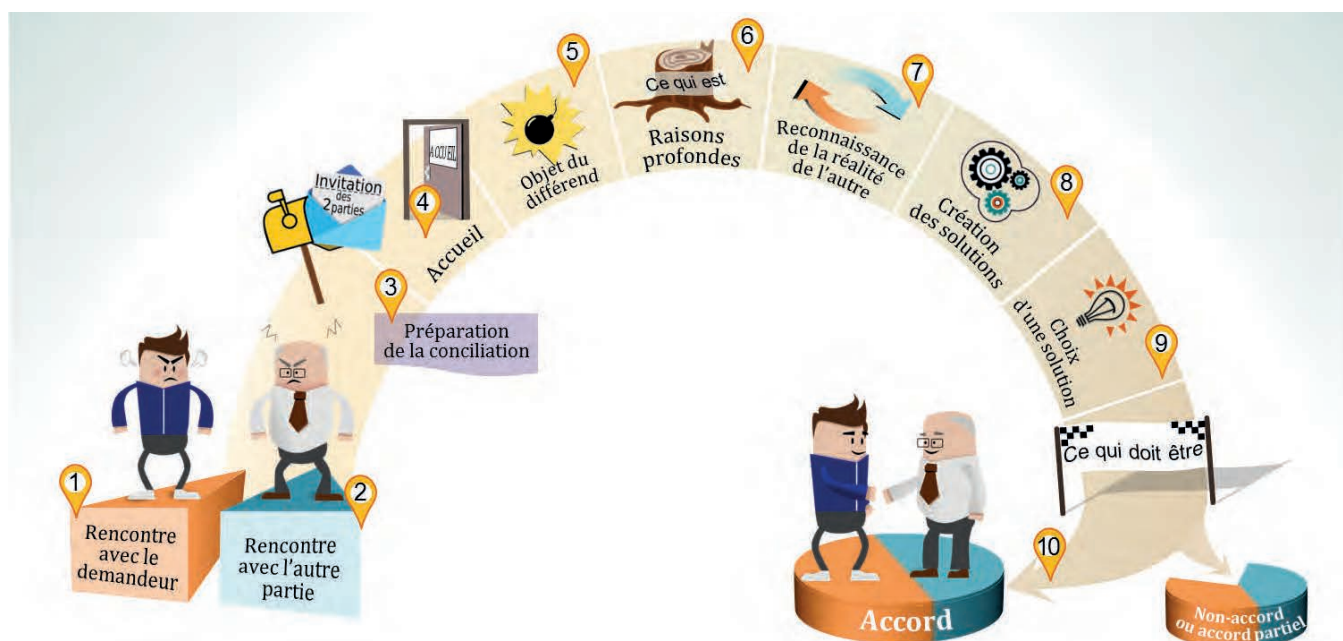 1
Rencontre
avec le
demandeur
2
Rencontre
avec l'autre
partie
3
Préparation
de la conciliation
Invitation
des
2 parties
4
ACCUEIL
Accueil
5
Objet du
différend
6
Ce qui est
Raisons
profondes
7
Reconnaissance
de la réalité
de l'autre
8
Création
des solutions
9
Choix
d'une solution
Ce qui doit être
10
Accord
Non-accord
ou accord partiel